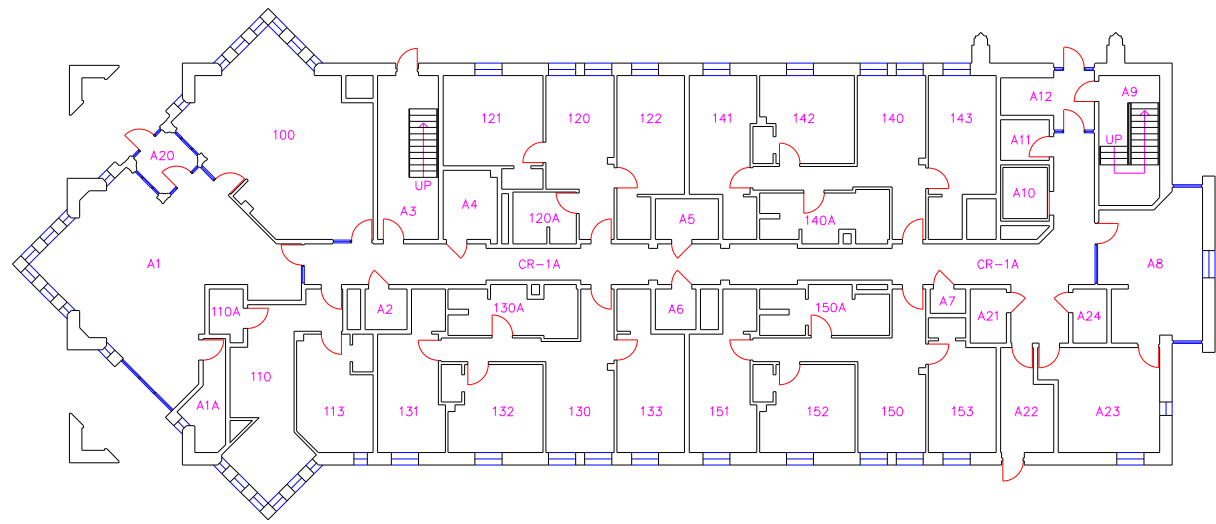 A9
A12
121
120
122
141
142
140
143
100
A11
UP
A20
UP
A10
A3
A4
120A
A5
140A
A1
CR-1A
CR-1A
A8
110A
A2
130A
A6
150A
A7
A21
A24
110
A1A
113
131
132
130
133
151
152
150
153
A22
A23